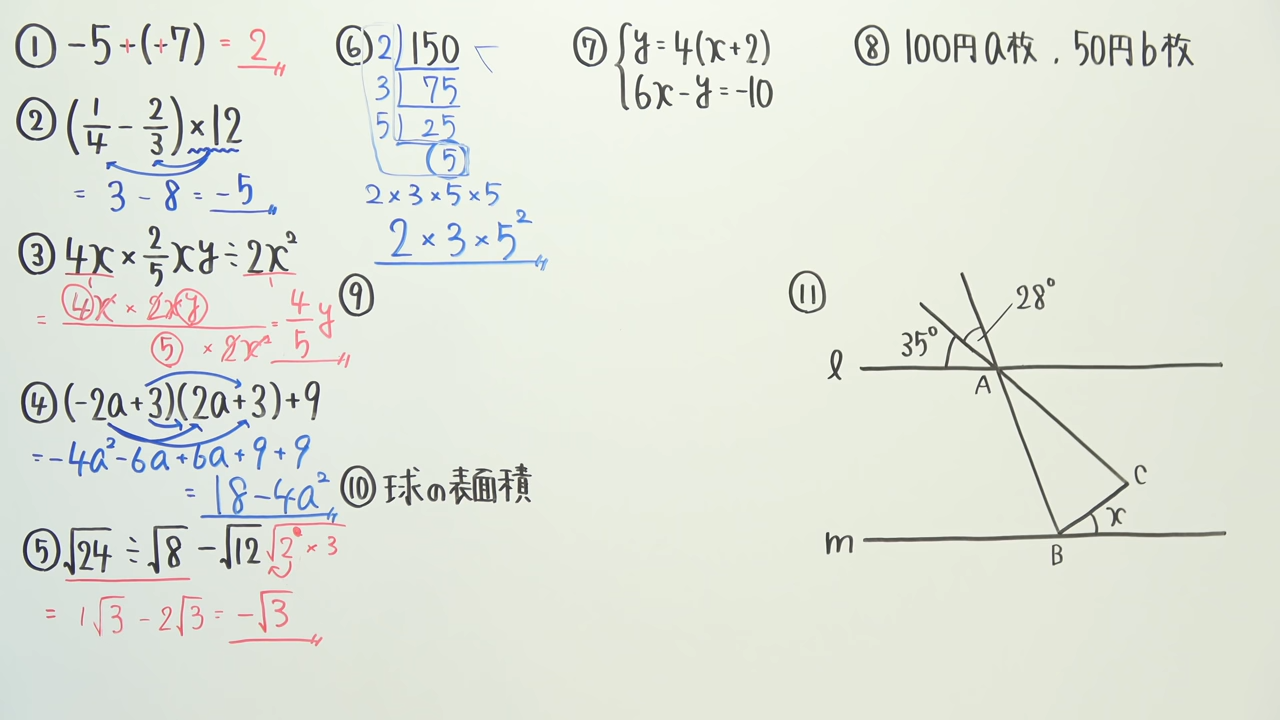 ① -5+(+7) = 2
② (1/4 - 2/3)×12
= 3 - 8 = -5
③ 4x × 2/5 xy ÷ 2x²
= 4x × 2xy / 5 × 2x² = 4/5 y
④ (-2a+3)(2a+3)+9
= -4a²-6a+6a+9+9
= 18-4a²
⑤ √24 ÷ √8 - √12 √2²×3
= 1√3 - 2√3 = -√3
⑥ 2)150
3) 75
5) 25
5
2×3×5×5
2×3×5²
⑨
⑩ 球の表面積
⑦ { y=4(x+2)
6x-y=-10
⑧ 100円a枚, 50円b枚
⑪
28°
35°
l
A
C
x
m
B